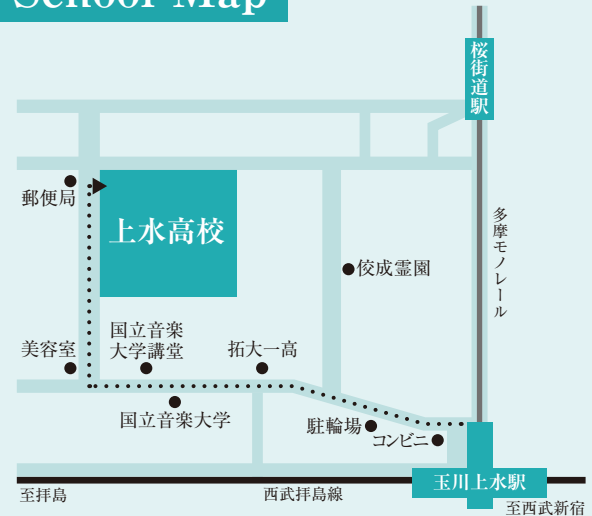 School Map
桜街道駅
郵便局
上水高校
多摩モノレール
佼成霊園
国立音楽
大学講堂
美容室
拓大一高
国立音楽大学
駐輪場
コンビニ
玉川上水駅
至拝島
西武拝島線
至西武新宿